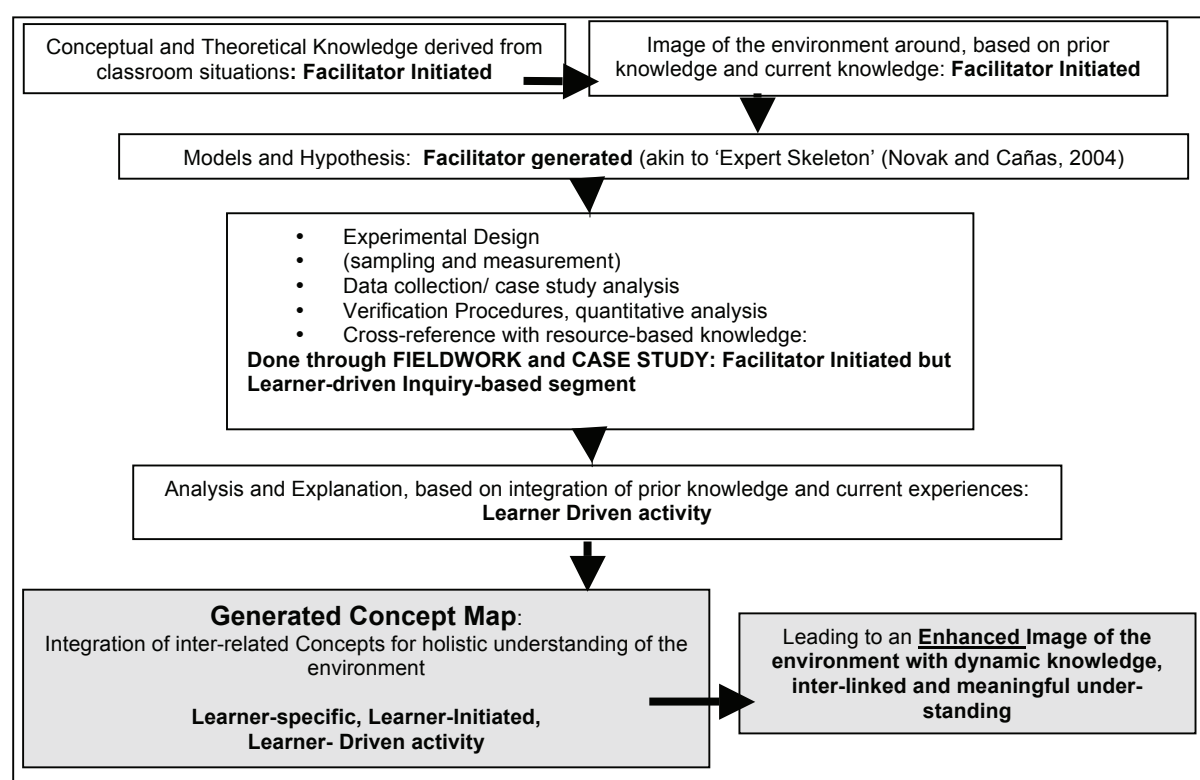 Conceptual and Theoretical Knowledge derived from
classroom situations: Facilitator Initiated
Image of the environment around, based on prior
knowledge and current knowledge: Facilitator Initiated
Models and Hypothesis:  Facilitator generated (akin to ‘Expert Skeleton’ (Novak and Cañas, 2004)
• Experimental Design
• (sampling and measurement)
• Data collection/ case study analysis
• Verification Procedures, quantitative analysis
• Cross-reference with resource-based knowledge:
Done through FIELDWORK and CASE STUDY: Facilitator Initiated but
Learner-driven Inquiry-based segment
Analysis and Explanation, based on integration of prior knowledge and current experiences:
Learner Driven activity
Generated Concept Map:
Integration of inter-related Concepts for holistic understanding of the
environment
Learner-specific, Learner-Initiated,
Learner- Driven activity
Leading to an Enhanced Image of the
environment with dynamic knowledge,
inter-linked and meaningful under-
standing